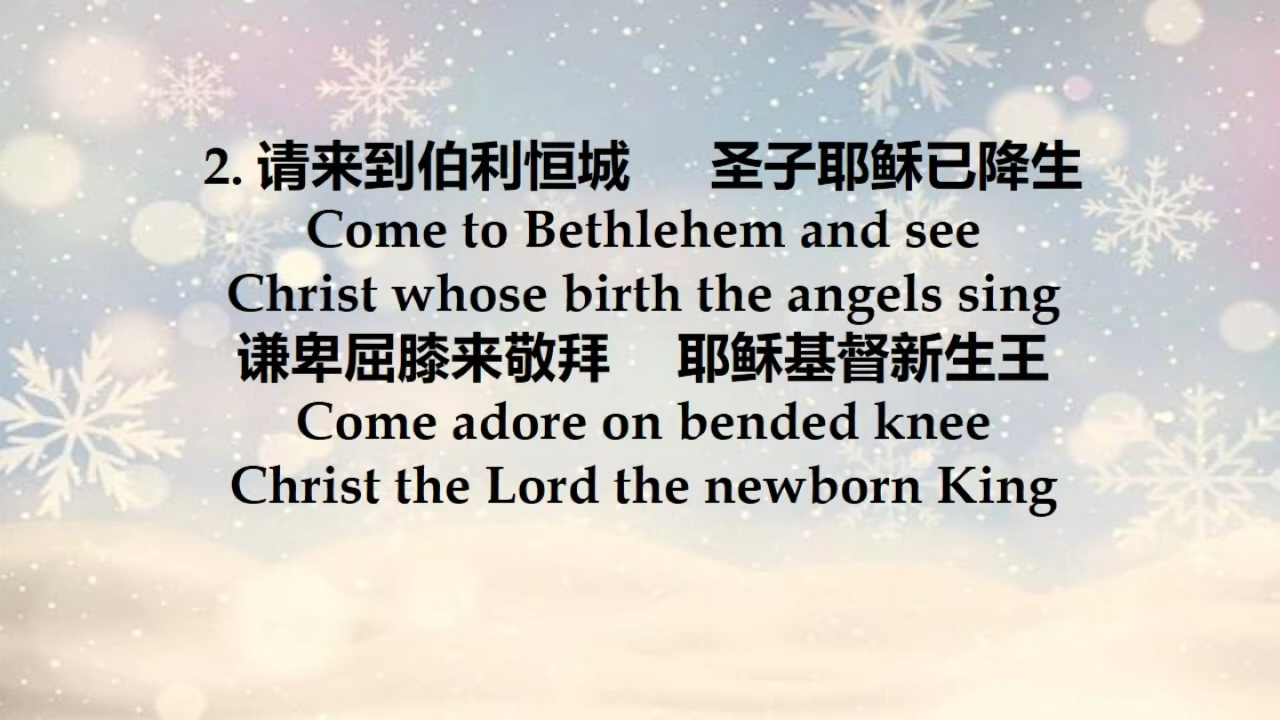 2. 请来到伯利恒城 圣子耶稣已降生
Come to Bethlehem and see
Christ whose birth the angels sing
谦卑屈膝来敬拜 耶稣基督新生王
Come adore on bended knee
Christ the Lord the newborn King